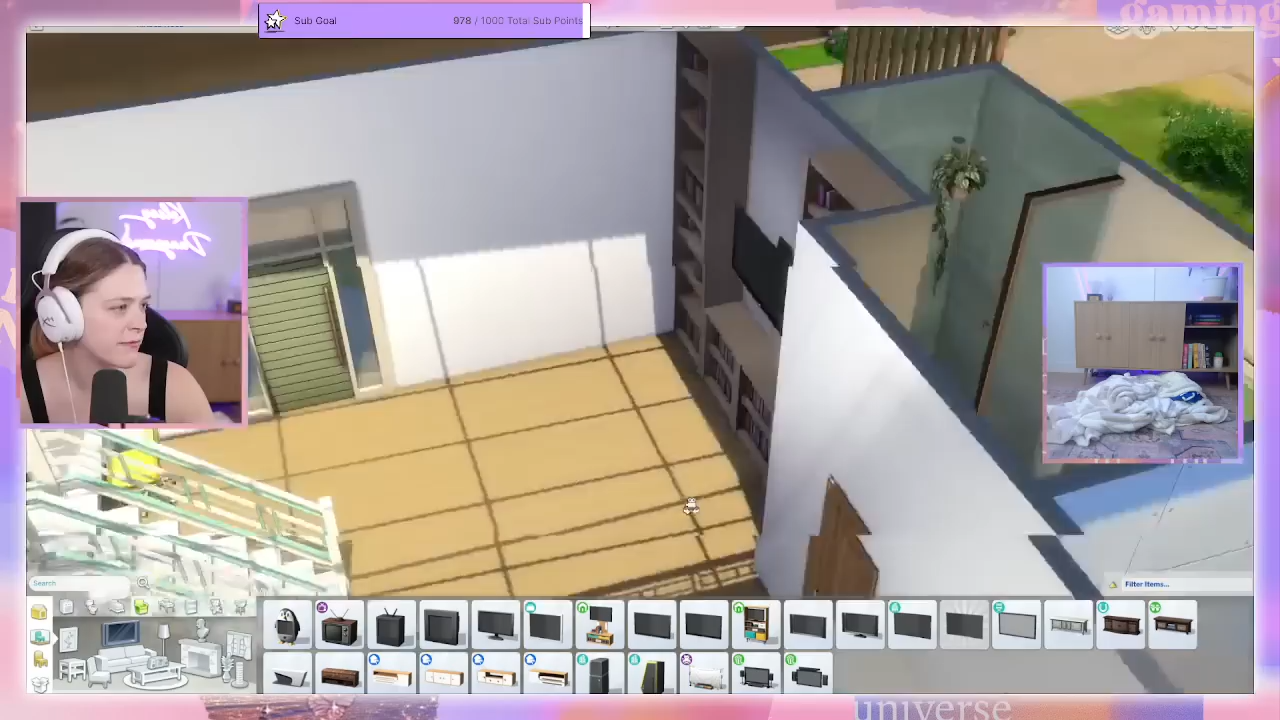 gaming
Sub Goal
978 / 1000 Total Sub Points
Search
Filter Items...
universe